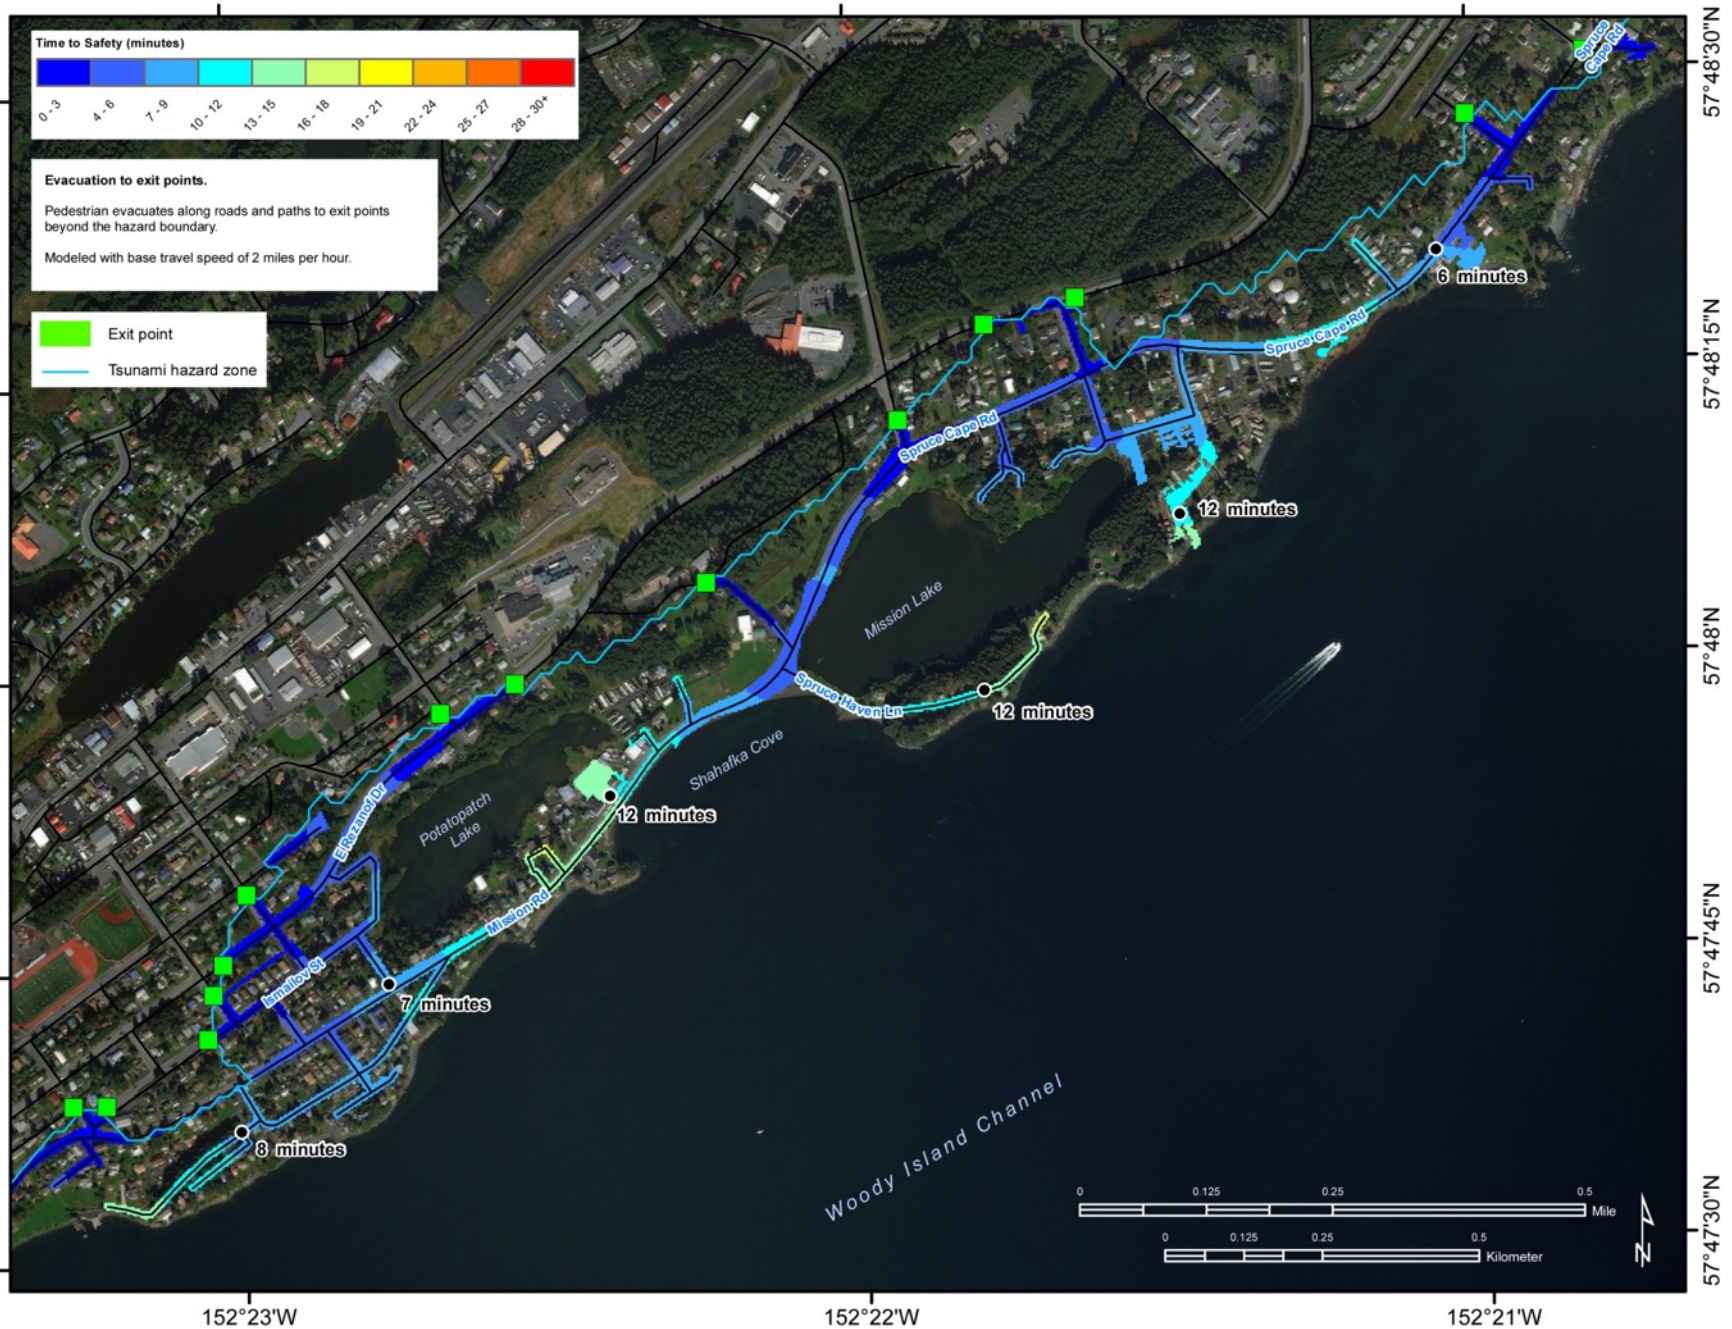 Time to Safety (minutes)
0 - 3
4 - 6
7 - 9
10 - 12
13 - 15
16 - 18
19 - 21
22 - 24
25 - 27
28 - 30+
Evacuation to exit points.
Pedestrian evacuates along roads and paths to exit points
beyond the hazard boundary.
Modeled with base travel speed of 2 miles per hour.
Exit point
Tsunami hazard zone
Spruce
Cape Rd
6 minutes
Spruce Cape Rd
Spruce Cape Rd
12 minutes
Mission Lake
Spruce Haven Ln
12 minutes
Shahafka Cove
12 minutes
Potatopatch
Lake
E Rezanof Dr
Mission Rd
Ismailov St
7 minutes
8 minutes
Woody Island Channel
0 0.125 0.25 0.5
Mile
0 0.125 0.25 0.5
Kilometer
N
57°48'30"N
57°48'15"N
57°48'N
57°47'45"N
57°47'30"N
152°23'W
152°22'W
152°21'W